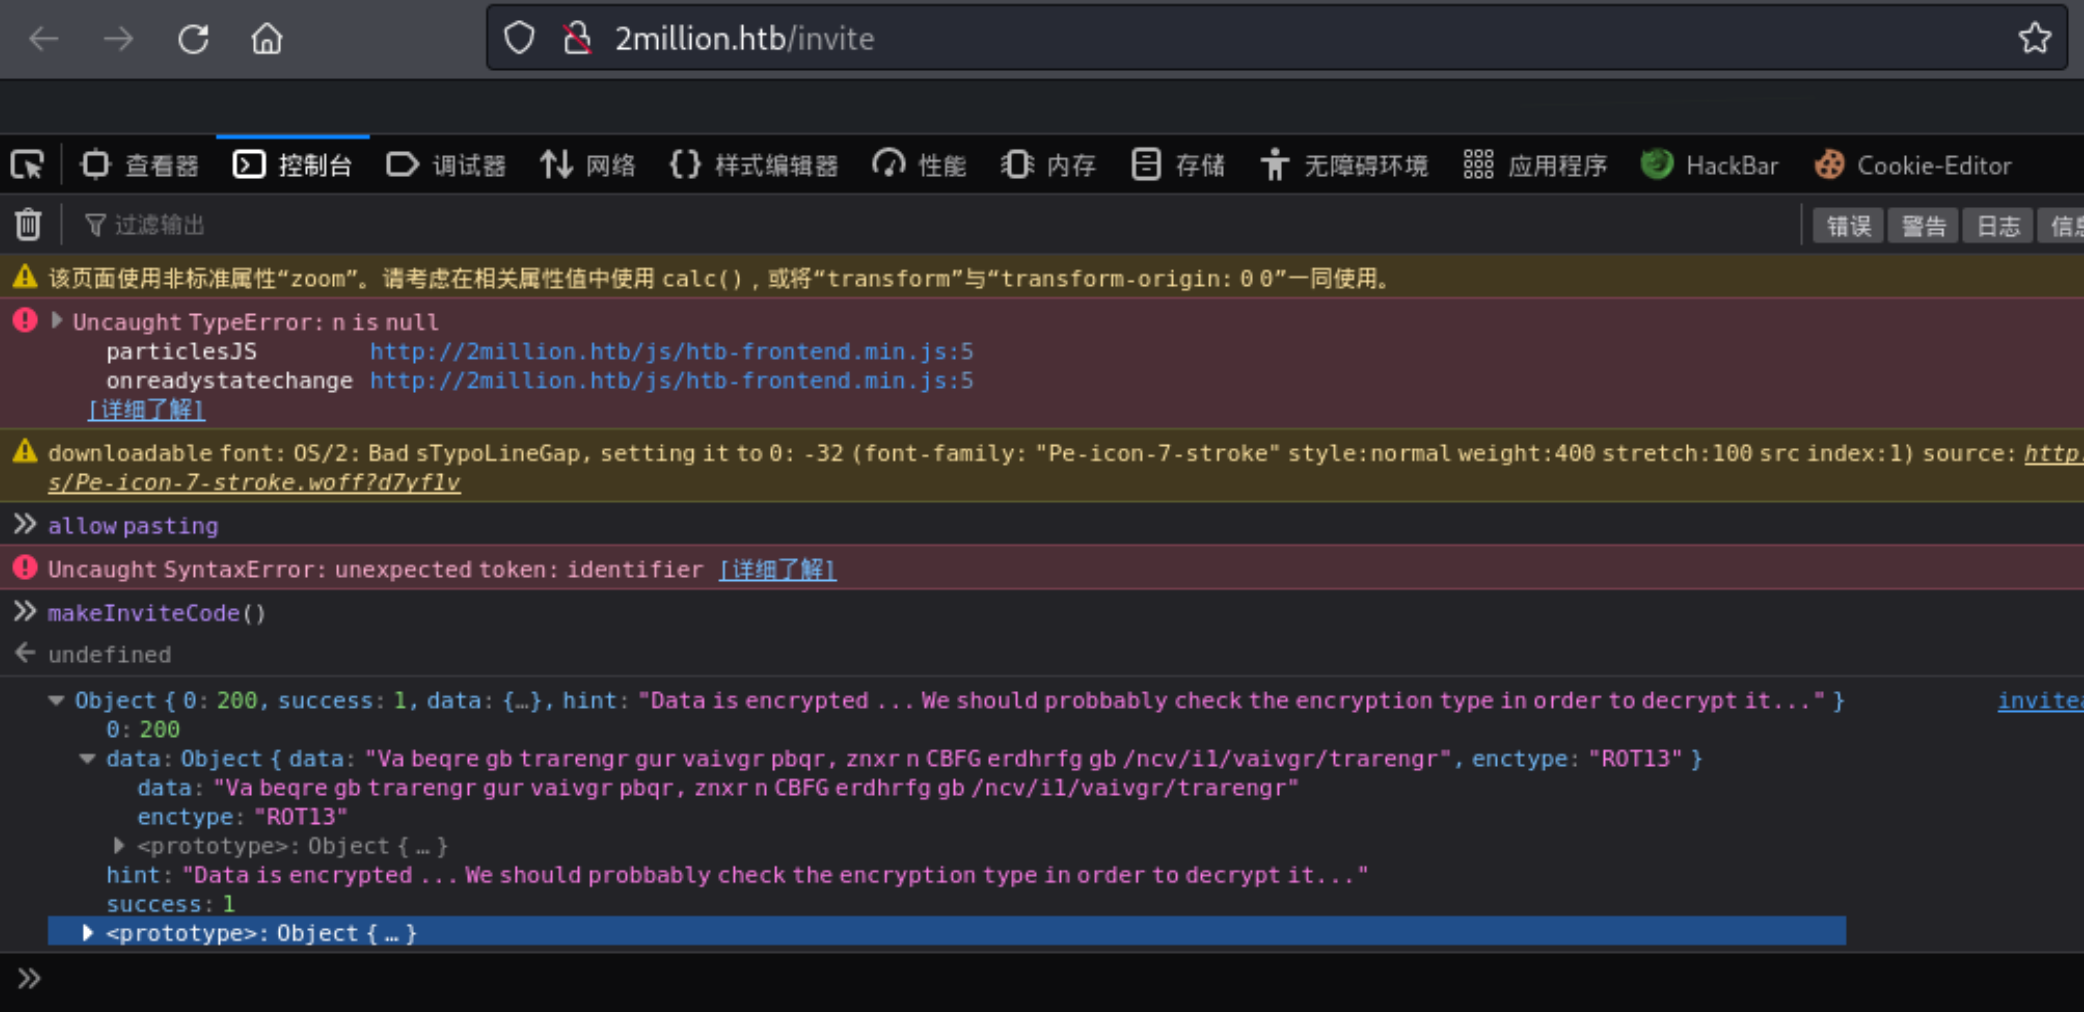 2million.htb/invite
查看器 控制台 调试器 网络 样式编辑器 性能 内存 存储 无障碍环境 应用程序 HackBar Cookie-Editor
过滤输出 错误 警告 日志
该页面使用非标准属性“zoom”。请考虑在相关属性值中使用 calc() , 或将“transform”与“transform-origin: 0 0”一同使用。
Uncaught TypeError: n is null
particlesJS http://2million.htb/js/htb-frontend.min.js:5
onreadystatechange http://2million.htb/js/htb-frontend.min.js:5
[详细了解]
downloadable font: OS/2: Bad sTypoLineGap, setting it to 0: -32 (font-family: "Pe-icon-7-stroke" style:normal weight:400 stretch:100 src index:1) source: http:
s/Pe-icon-7-stroke.woff?d7yf1v
allow pasting
Uncaught SyntaxError: unexpected token: identifier [详细了解]
makeInviteCode()
undefined
Object { 0: 200, success: 1, data: {…}, hint: "Data is encrypted ... We should probbably check the encryption type in order to decrypt it..." } invitea
0: 200
data: Object { data: "Va beqre gb trarengr gur vaivgr pbqr, znxr n CBFG erdhrfg gb /ncv/i1/vaivgr/trarengr", enctype: "ROT13" }
data: "Va beqre gb trarengr gur vaivgr pbqr, znxr n CBFG erdhrfg gb /ncv/i1/vaivgr/trarengr"
enctype: "ROT13"
<prototype>: Object { … }
hint: "Data is encrypted ... We should probbably check the encryption type in order to decrypt it..."
success: 1
<prototype>: Object { … }